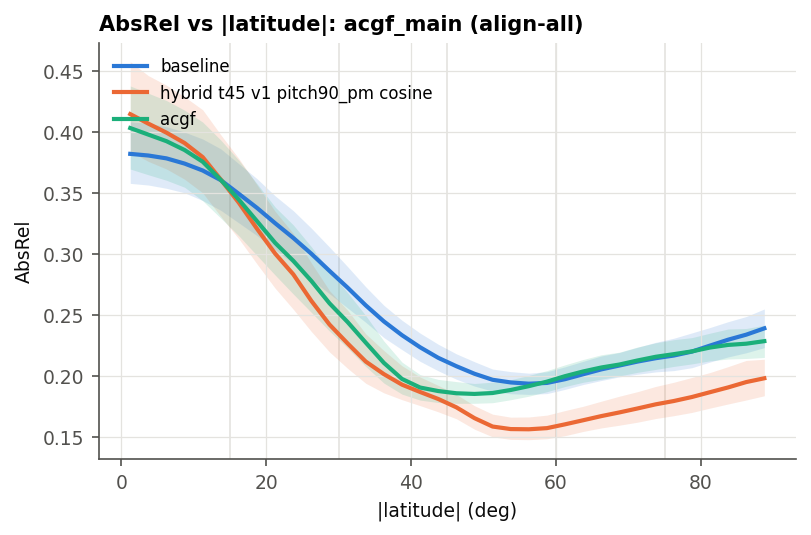 AbsRel vs |latitude|: acgf_main (align-all)
baseline
hybrid t45 v1 pitch90_pm cosine
acgf
AbsRel
0.45
0.40
0.35
0.30
0.25
0.20
0.15
0
20
40
60
80
|latitude| (deg)